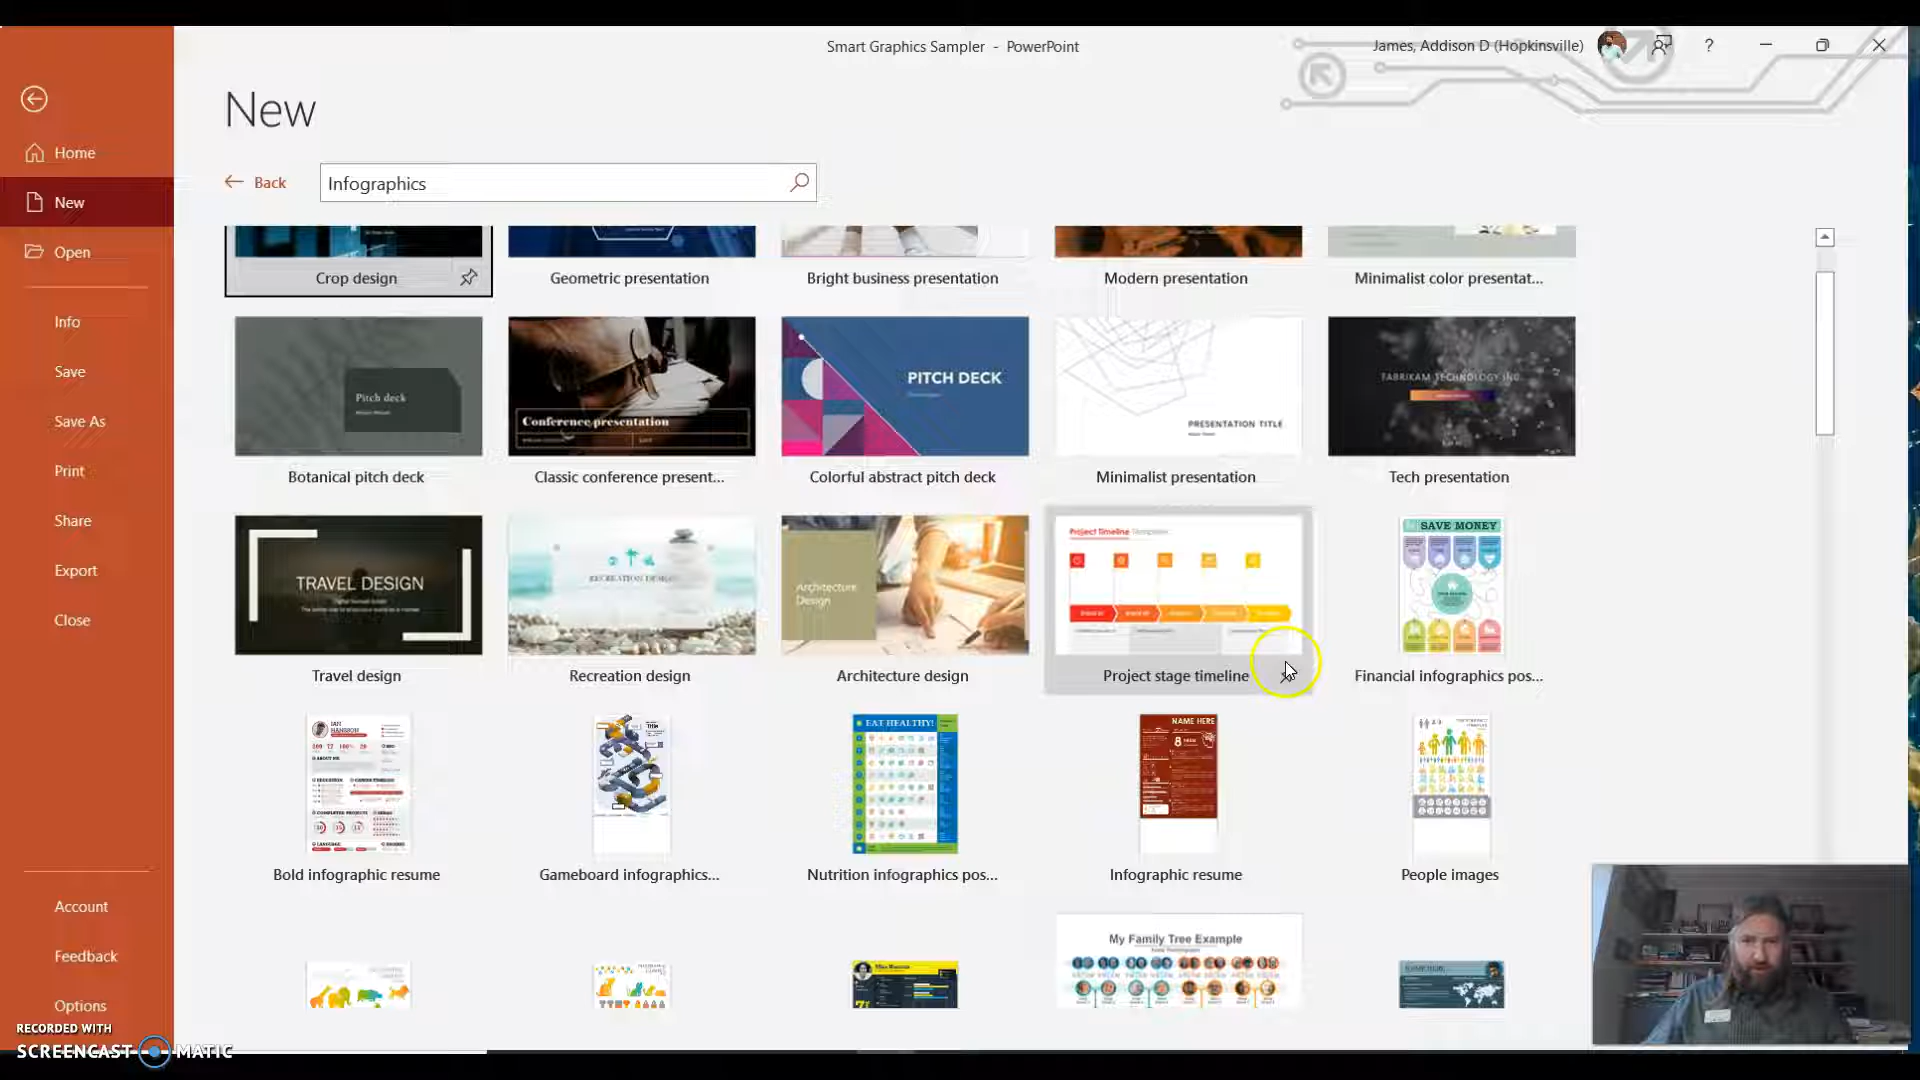 Smart Graphics Sampler - PowerPoint
James, Addison D (Hopkinsville)
?
New
Home
New
Open
Info
Save
Save As
Print
Share
Export
Close
Account
Feedback
Options
Back
Infographics
Crop design
Geometric presentation
Bright business presentation
Modern presentation
Minimalist color presentat...
Pitch deck
Conference presentation
PITCH DECK
PRESENTATION TITLE
FABRIKAM TECHNOLOGY INC.
Botanical pitch deck
Classic conference present...
Colorful abstract pitch deck
Minimalist presentation
Tech presentation
TRAVEL DESIGN
RECREATION DESIGN
Architecture
Design
Project Timeline Template
SAVE MONEY
Travel design
Recreation design
Architecture design
Project stage timeline
Financial infographics pos...
EAT HEALTHY!
NAME HERE
Bold infographic resume
Gameboard infographics...
Nutrition infographics pos...
Infographic resume
People images
My Family Tree Example
RECORDED WITH
SCREENCAST MATIC